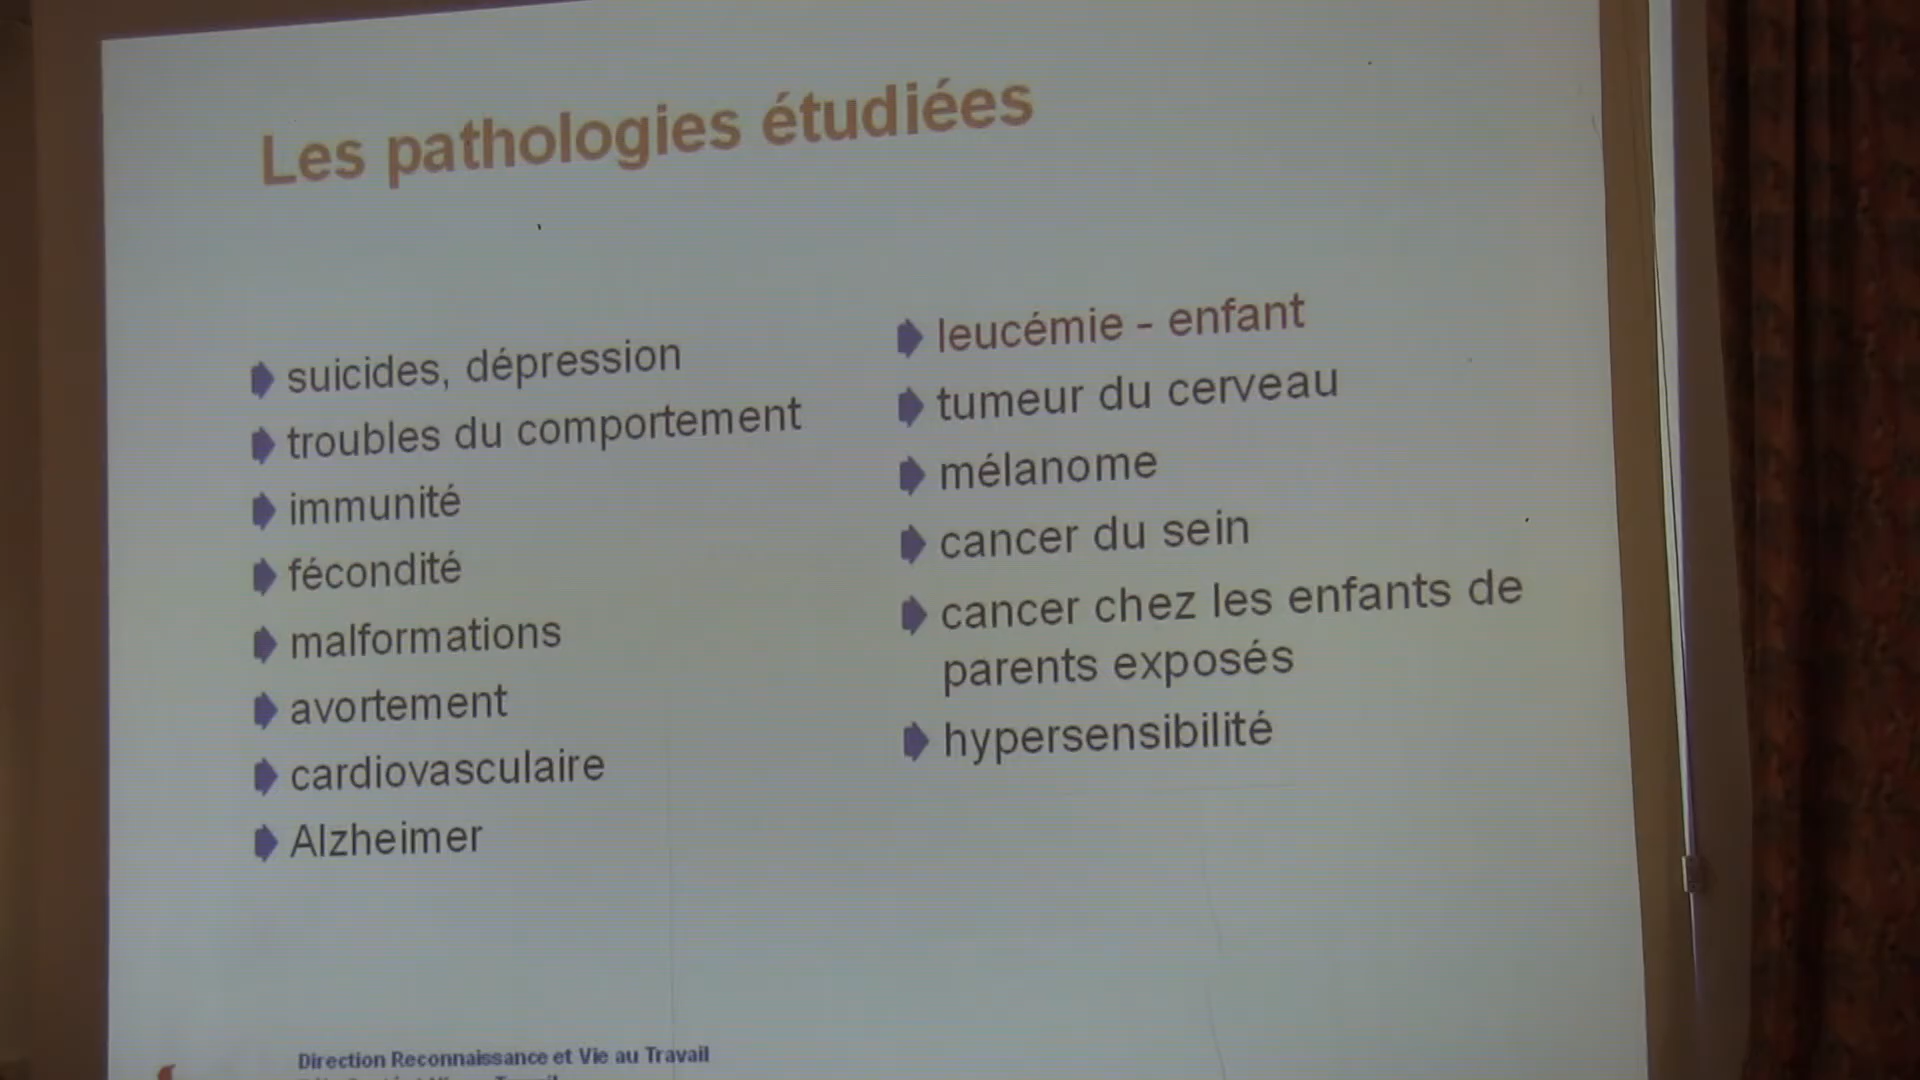 Les pathologies étudiées
suicides, dépression
troubles du comportement
immunité
fécondité
malformations
avortement
cardiovasculaire
Alzheimer
leucémie - enfant
tumeur du cerveau
mélanome
cancer du sein
cancer chez les enfants de
parents exposés
hypersensibilité
Direction Reconnaissance et Vie au Travail